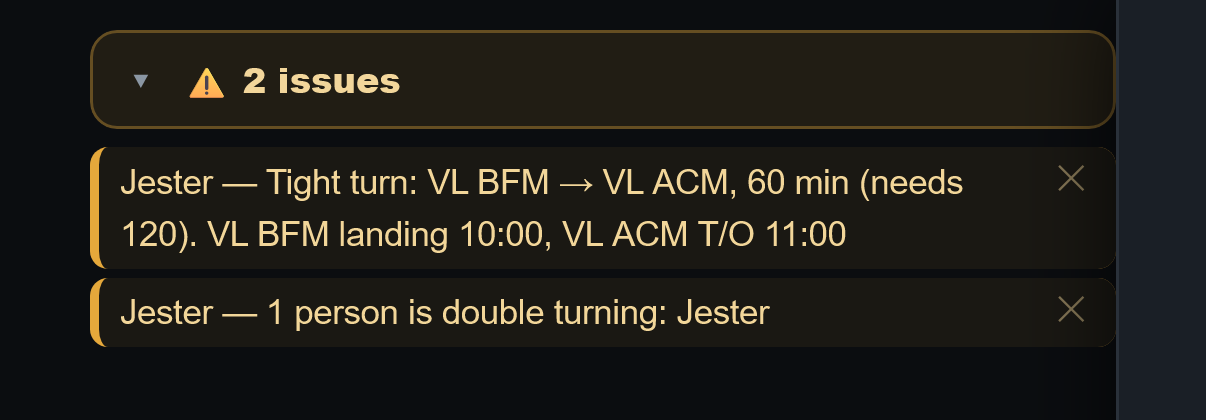 ▼ ⚠️ 2 issues
Jester — Tight turn: VL BFM → VL ACM, 60 min (needs
120). VL BFM landing 10:00, VL ACM T/O 11:00
Jester — 1 person is double turning: Jester